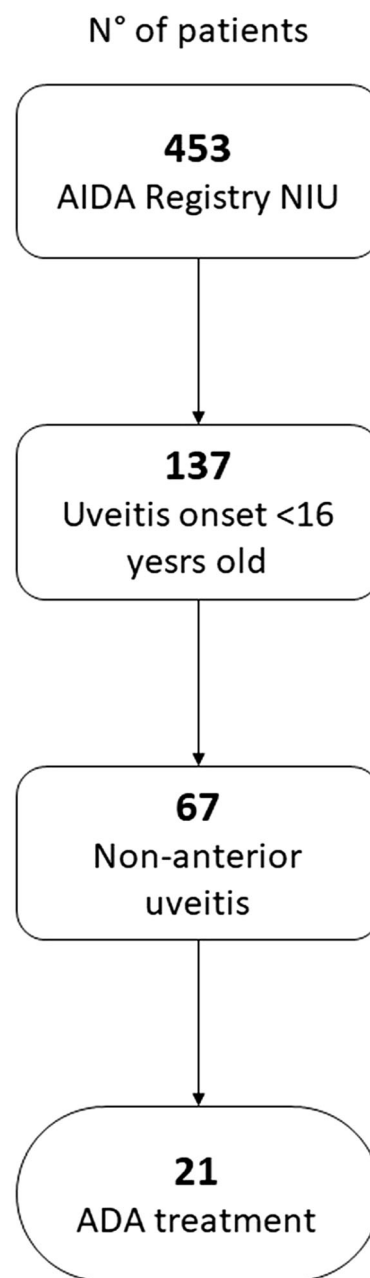 N° of patients
453
AIDA Registry NIU
137
Uveitis onset <16
yesrs old
67
Non-anterior
uveitis
21
ADA treatment